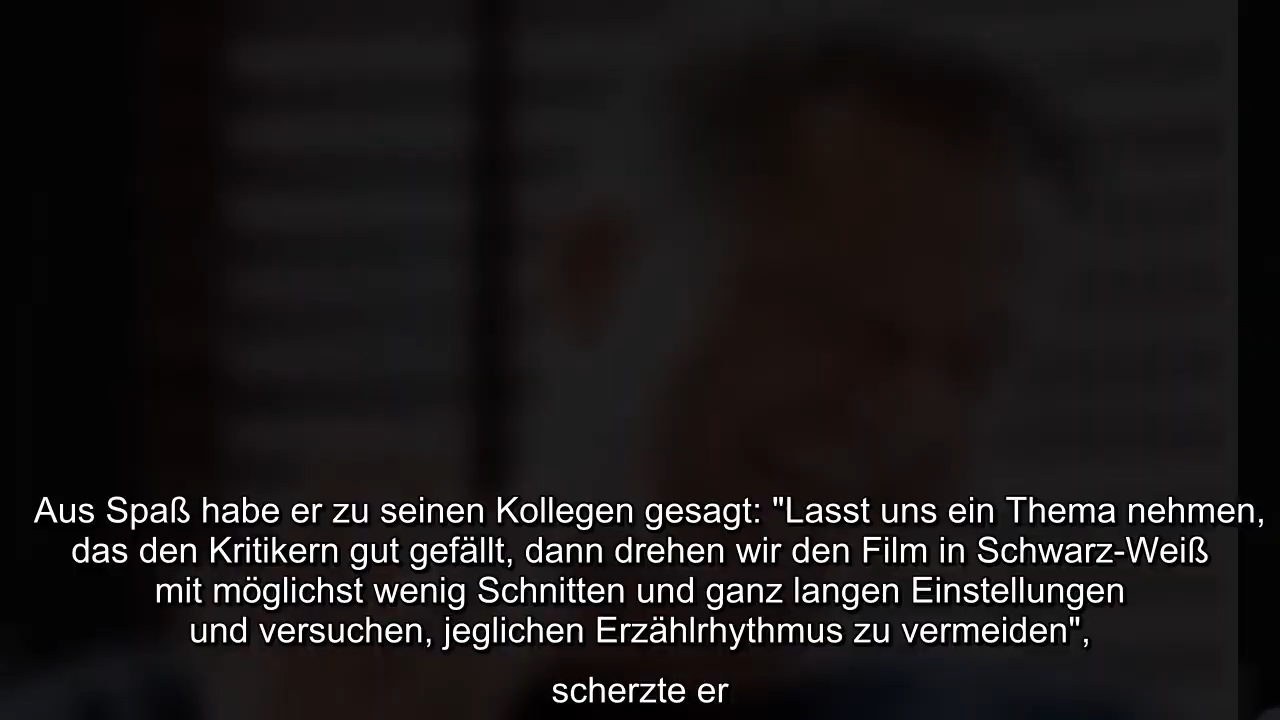 Aus Spaß habe er zu seinen Kollegen gesagt: "Lasst uns ein Thema nehmen,
das den Kritikern gut gefällt, dann drehen wir den Film in Schwarz-Weiß
mit möglichst wenig Schnitten und ganz langen Einstellungen
und versuchen, jeglichen Erzählrhythmus zu vermeiden",
scherzte er